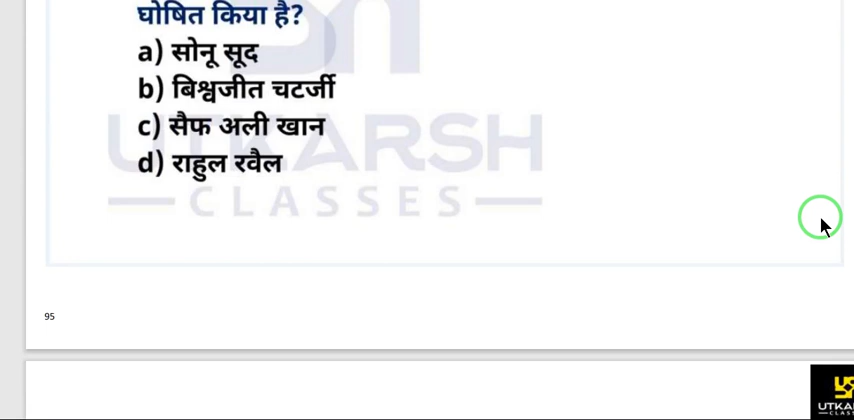 घोषित किया है?
a) सोनू सूद
b) बिश्वजीत चटर्जी
c) सैफ अली खान
d) राहुल रवैल
UTKARSH
CLASSES
95